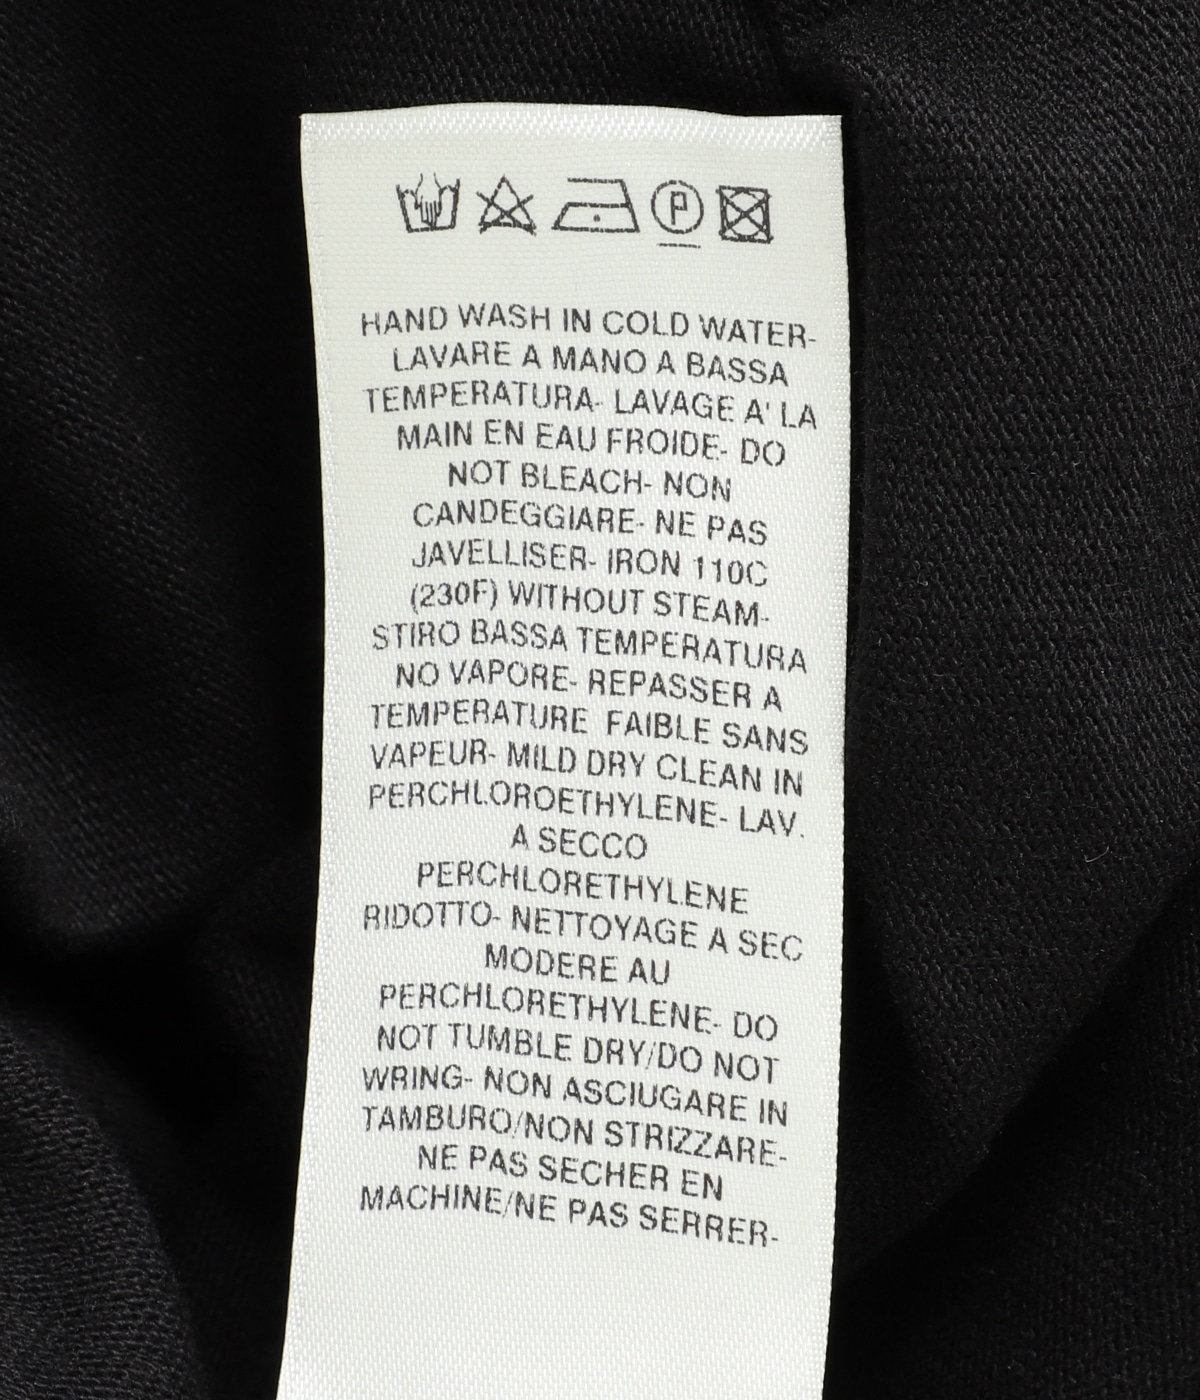 P
HAND WASH IN COLD WATER-
LAVARE A MANO A BASSA
TEMPERATURA- LAVAGE A' LA
MAIN EN EAU FROIDE- DO
NOT BLEACH- NON
CANDEGGIARE- NE PAS
JAVELLISER- IRON 110C
(230F) WITHOUT STEAM-
STIRO BASSA TEMPERATURA
NO VAPORE- REPASSER A
TEMPERATURE FAIBLE SANS
VAPEUR- MILD DRY CLEAN IN
PERCHLOROETHYLENE- LAV.
A SECCO
PERCHLORETHYLENE
RIDOTTO- NETTOYAGE A SEC
MODERE AU
PERCHLORETHYLENE- DO
NOT TUMBLE DRY/DO NOT
WRING- NON ASCIUGARE IN
TAMBURO/NON STRIZZARE-
NE PAS SECHER EN
MACHINE/NE PAS SERRER-